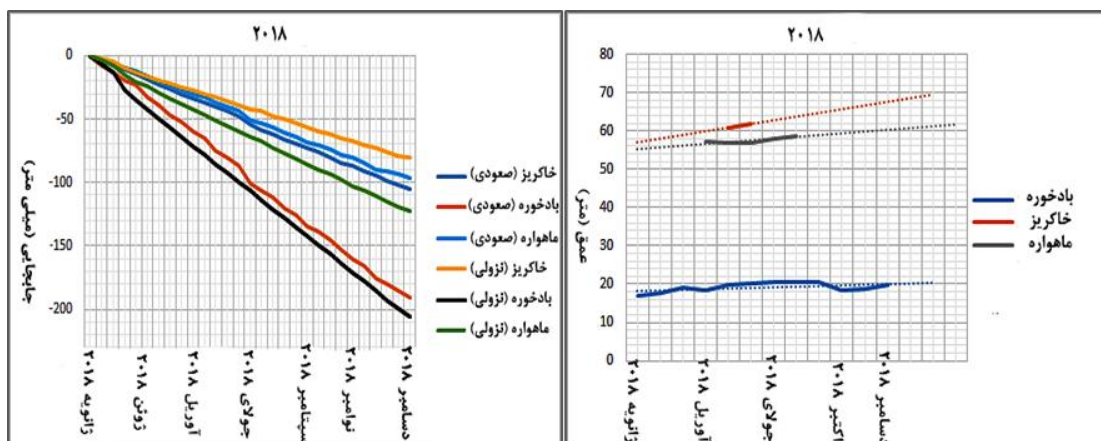 ۲۰۱۸
0
-50
-100
-150
-200
جابجایی (میلی متر)
ژانویه ۲۰۱۸
ژوئن ۲۰۱۸
آوریل ۲۰۱۸
جولای ۲۰۱۸
سپتامبر ۲۰۱۸
نوامبر ۲۰۱۸
دسامبر ۲۰۱۸
خاکریز (صعودی)
بادخوره (صعودی)
ماهواره (صعودی)
خاکریز (نزولی)
بادخوره (نزولی)
ماهواره (نزولی)
۲۰۱۸
80
70
60
50
40
30
20
10
0
عمق (متر)
ژانویه ۲۰۱۸
آوریل ۲۰۱۸
جولای ۲۰۱۸
اکتبر ۲۰۱۸
دسامبر ۲۰۱۸
بادخوره
خاکریز
ماهواره